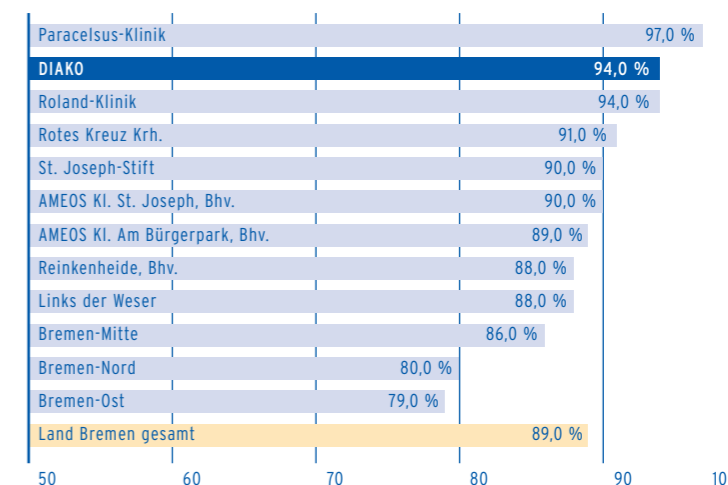 Paracelsus-Klinik 97,0 %
DIAKO 94,0 %
Roland-Klinik 94,0 %
Rotes Kreuz Krh. 91,0 %
St. Joseph-Stift 90,0 %
AMEOS Kl. St. Joseph, Bhv. 90,0 %
AMEOS Kl. Am Bürgerpark, Bhv. 89,0 %
Reinkenheide, Bhv. 88,0 %
Links der Weser 88,0 %
Bremen-Mitte 86,0 %
Bremen-Nord 80,0 %
Bremen-Ost 79,0 %
Land Bremen gesamt 89,0 %
50 60 70 80 90 10